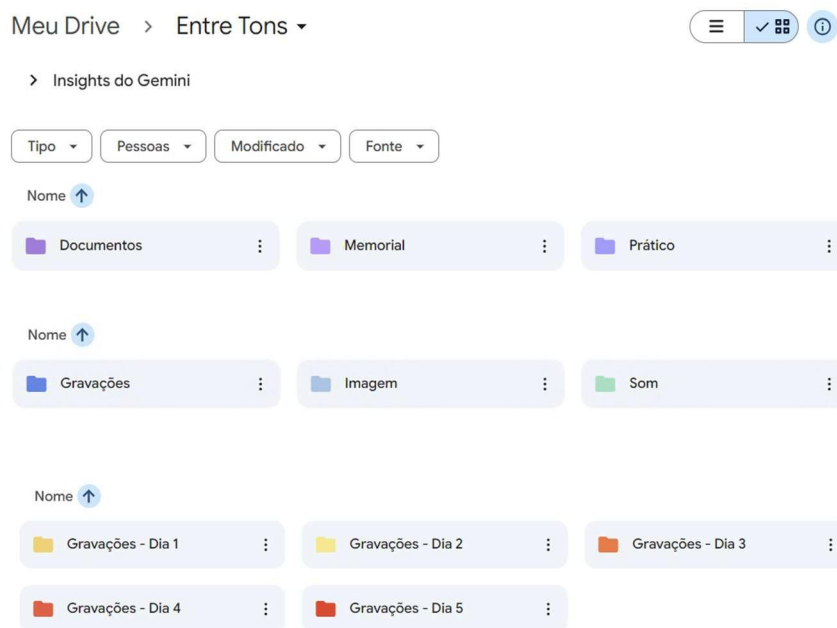 Meu Drive > Entre Tons
Insights do Gemini
Tipo Pessoas Modificado Fonte
Nome
Documentos Memorial Prático
Nome
Gravações Imagem Som
Nome
Gravações - Dia 1 Gravações - Dia 2 Gravações - Dia 3
Gravações - Dia 4 Gravações - Dia 5